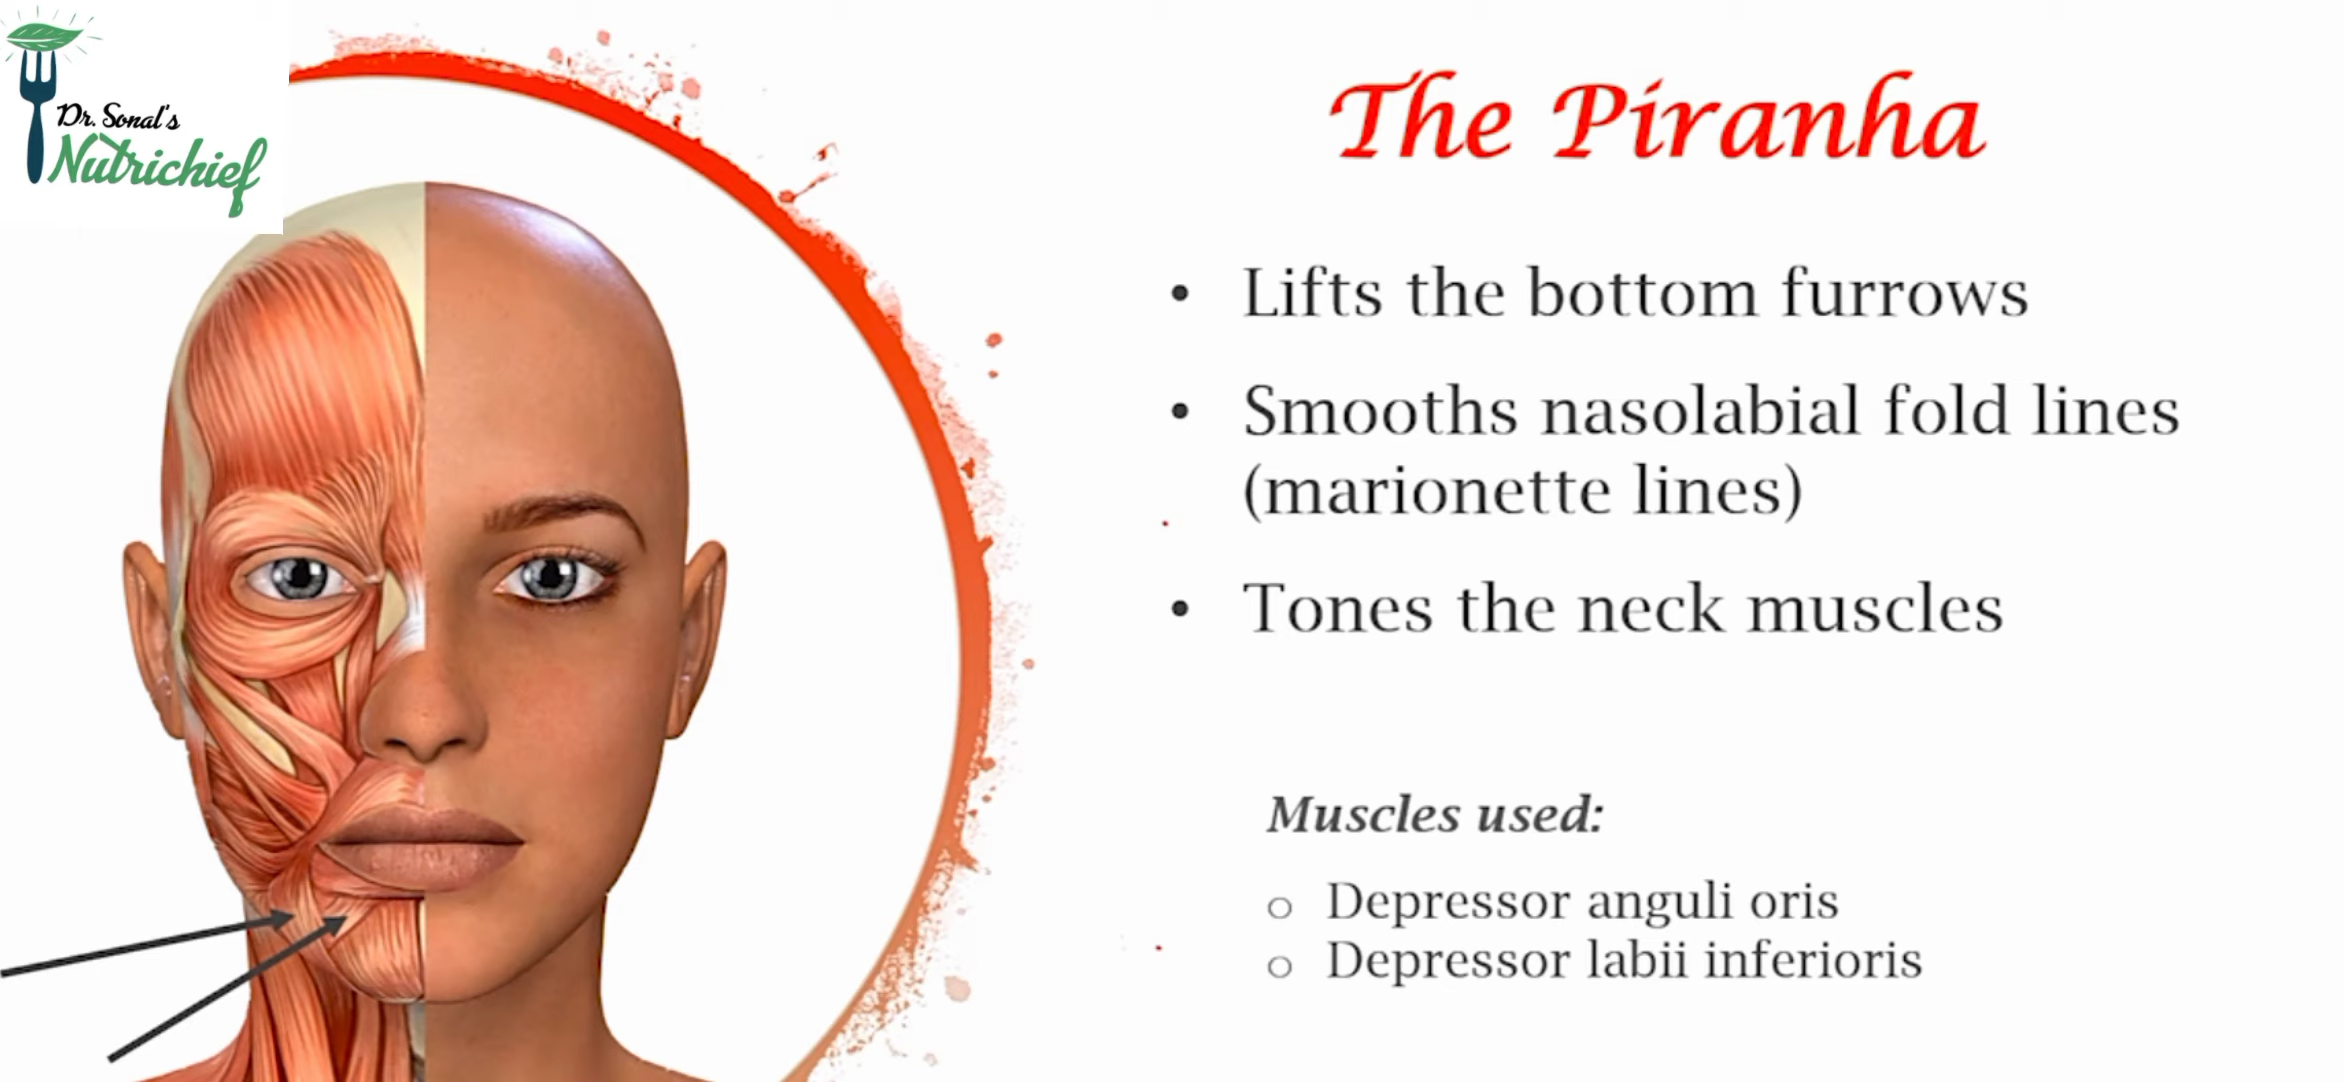 Dr. Sonal's
Nutrichief
The Piranha
• Lifts the bottom furrows
• Smooths nasolabial fold lines
(marionette lines)
• Tones the neck muscles
Muscles used:
o Depressor anguli oris
o Depressor labii inferioris